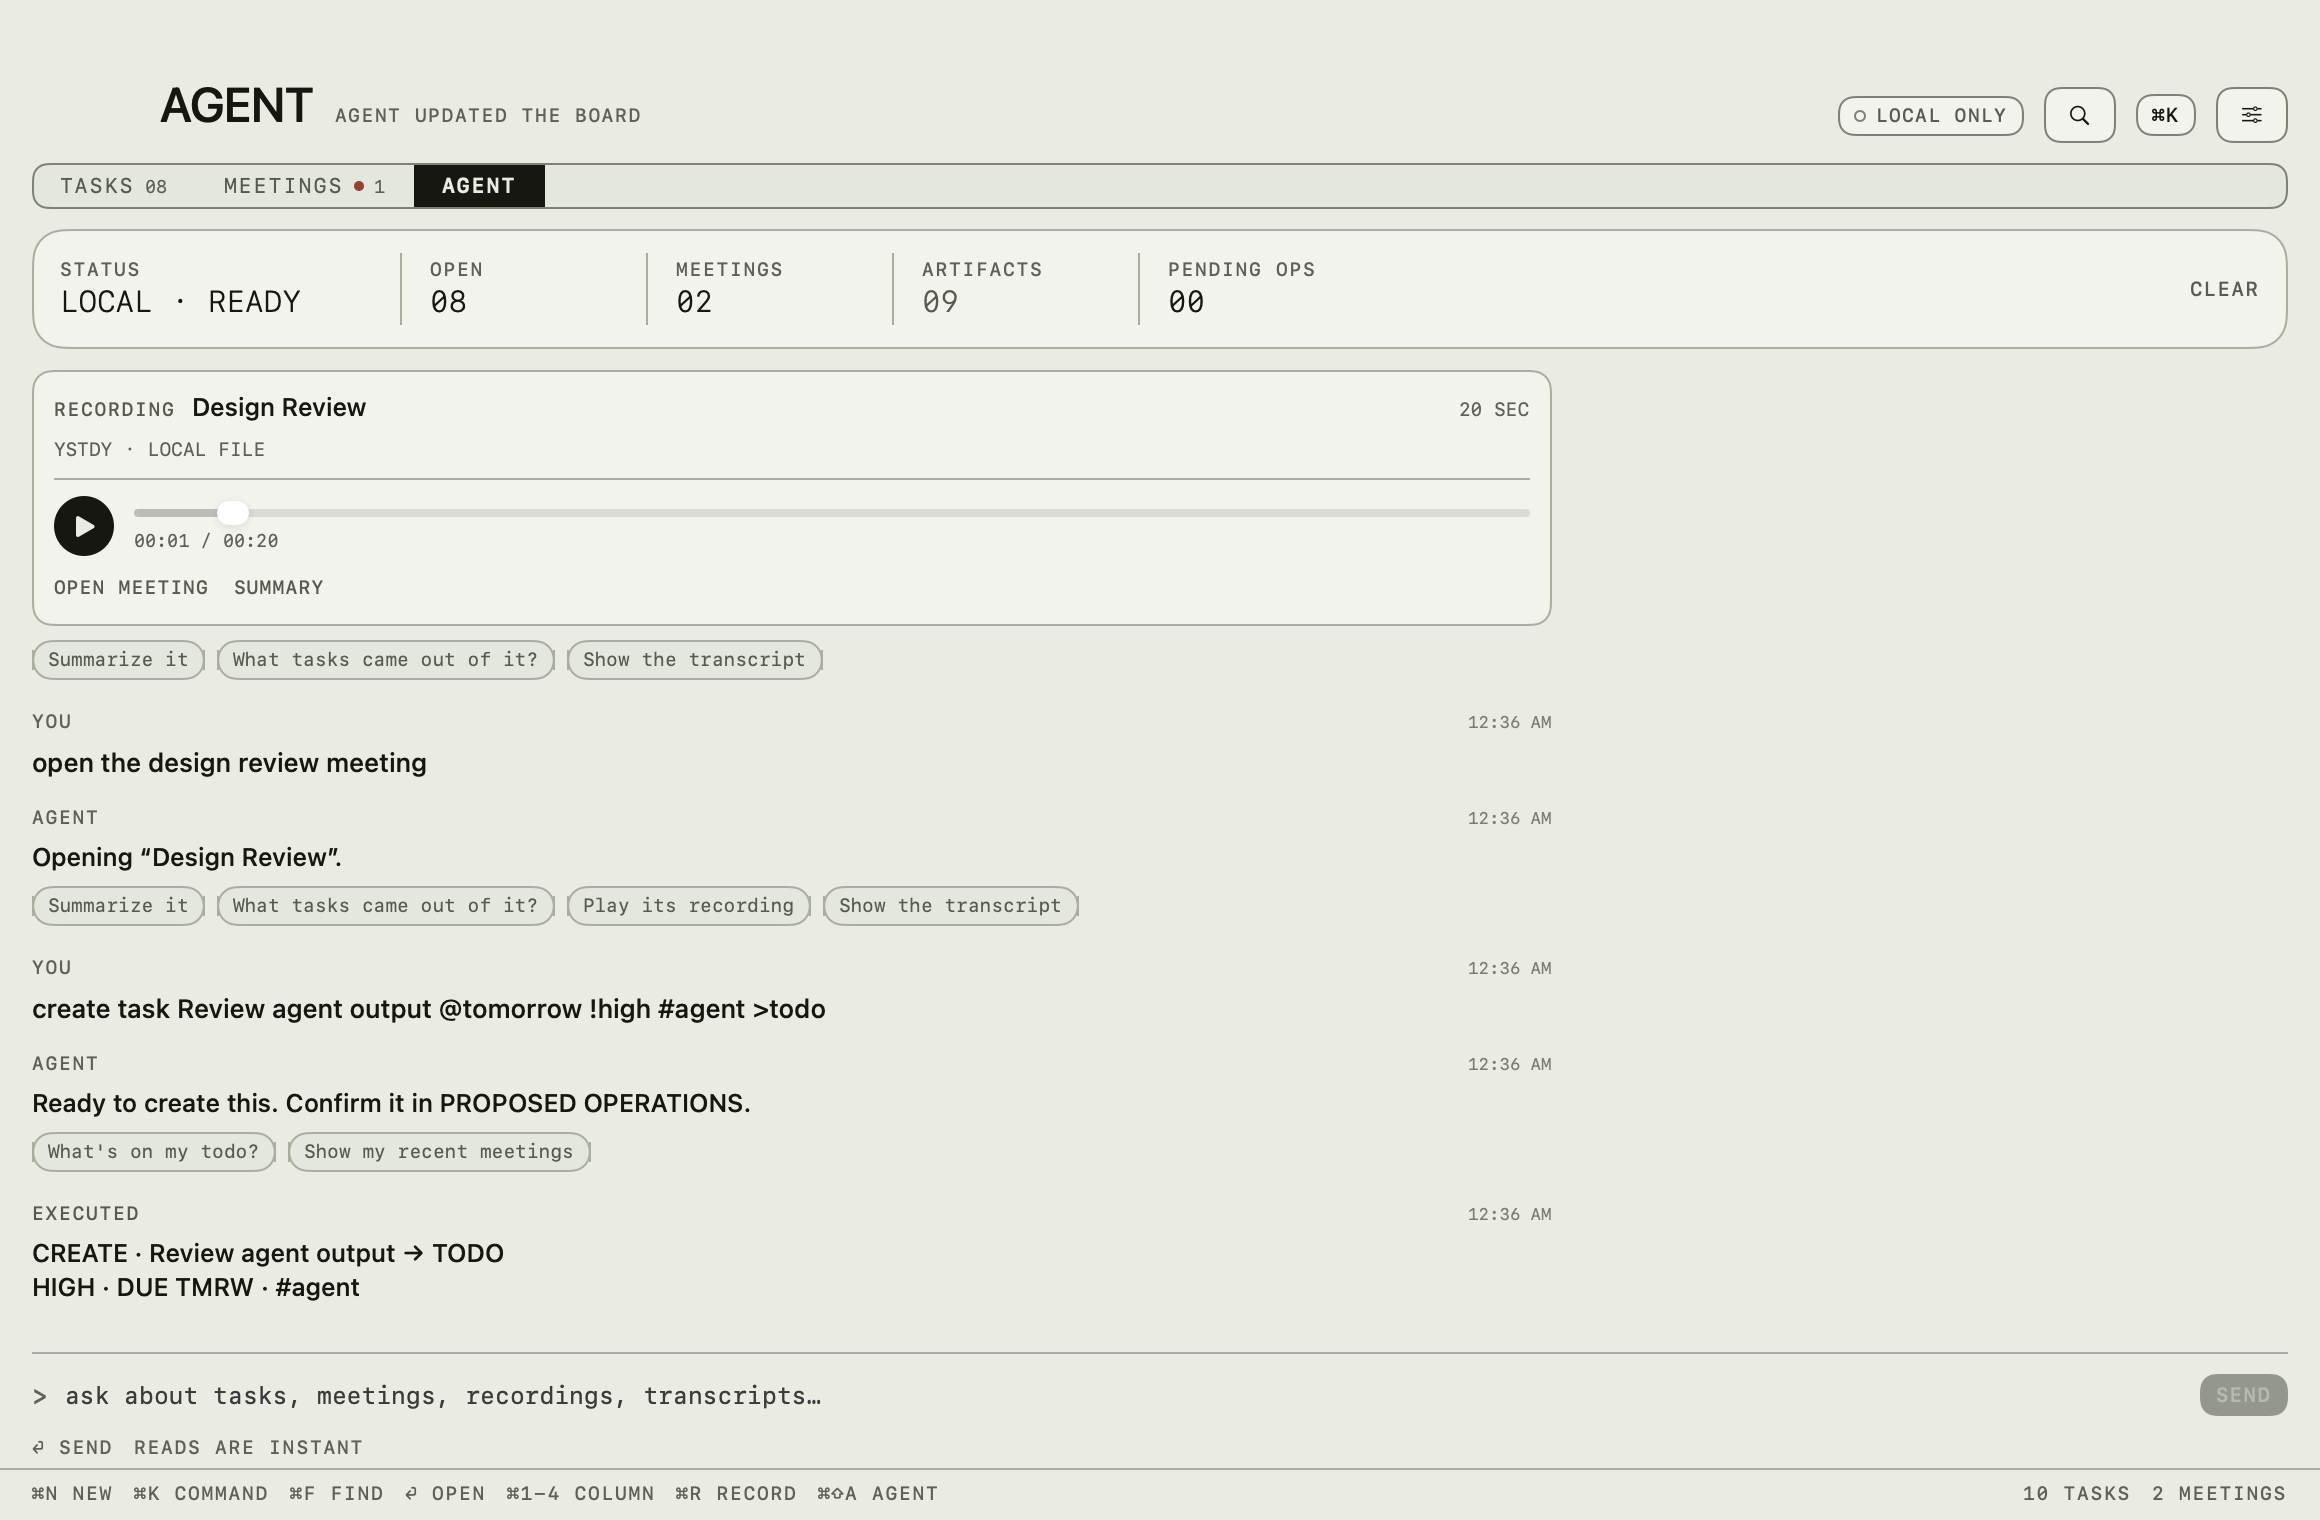 AGENT AGENT UPDATED THE BOARD LOCAL ONLY ⌘K
TASKS 08 MEETINGS 1 AGENT
STATUS OPEN MEETINGS ARTIFACTS PENDING OPS
LOCAL · READY 08 02 09 00 CLEAR
RECORDING Design Review 20 SEC
YSTDY · LOCAL FILE
00:01 / 00:20
OPEN MEETING SUMMARY
Summarize it What tasks came out of it? Show the transcript
YOU 12:36 AM
open the design review meeting
AGENT 12:36 AM
Opening “Design Review”.
Summarize it What tasks came out of it? Play its recording Show the transcript
YOU 12:36 AM
create task Review agent output @tomorrow !high #agent >todo
AGENT 12:36 AM
Ready to create this. Confirm it in PROPOSED OPERATIONS.
What's on my todo? Show my recent meetings
EXECUTED 12:36 AM
CREATE · Review agent output → TODO
HIGH · DUE TMRW · #agent
> ask about tasks, meetings, recordings, transcripts… SEND
⏎ SEND READS ARE INSTANT
⌘N NEW ⌘K COMMAND ⌘F FIND ⏎ OPEN ⌘1–4 COLUMN ⌘R RECORD ⌘⇧A AGENT 10 TASKS 2 MEETINGS